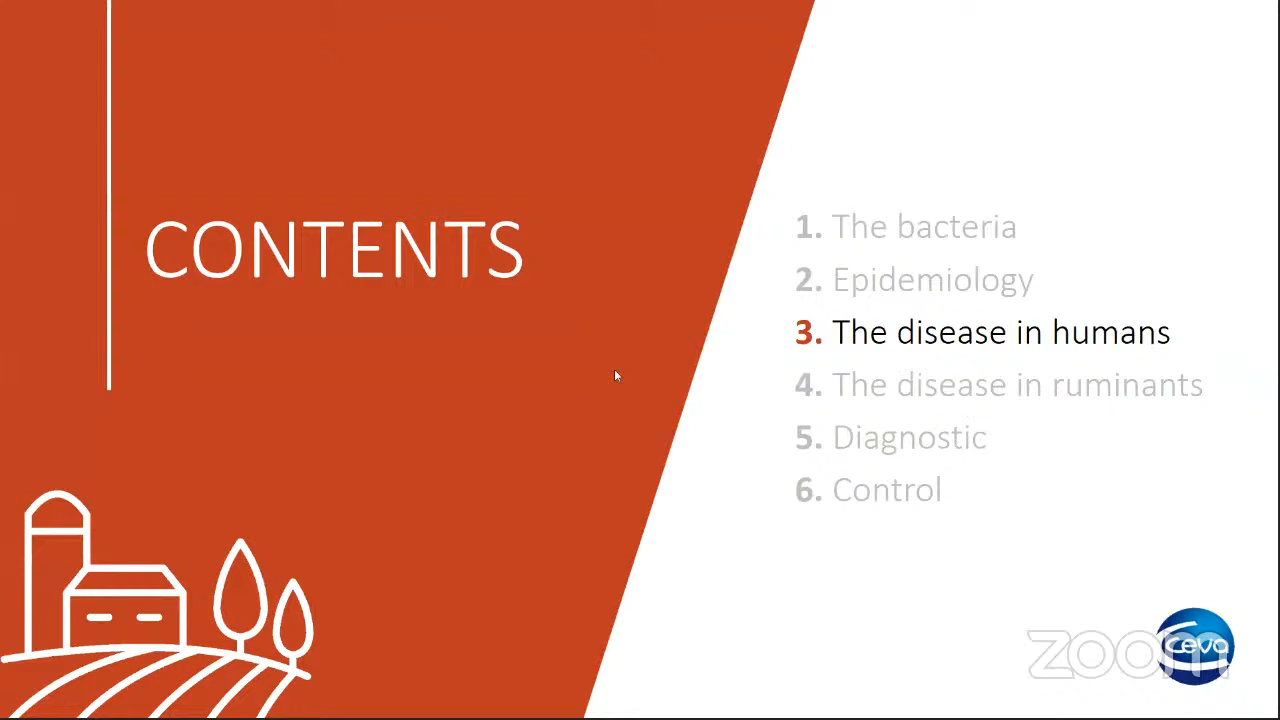 CONTENTS
1. The bacteria
2. Epidemiology
3. The disease in humans
4. The disease in ruminants
5. Diagnostic
6. Control
zoom
Ceva